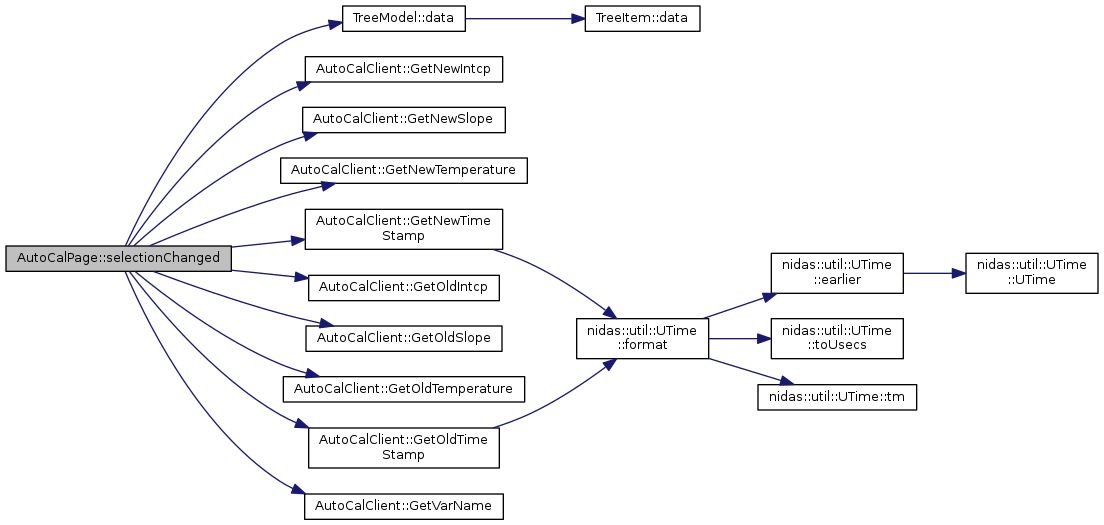 TreeModel::data
TreeItem::data
AutoCalClient::GetNewIntcp
AutoCalClient::GetNewSlope
AutoCalClient::GetNewTemperature
AutoCalClient::GetNewTime
Stamp
AutoCalPage::selectionChanged
AutoCalClient::GetOldIntcp
AutoCalClient::GetOldSlope
AutoCalClient::GetOldTemperature
AutoCalClient::GetOldTime
Stamp
AutoCalClient::GetVarName
nidas::util::UTime
::format
nidas::util::UTime
::earlier
nidas::util::UTime
::UTime
nidas::util::UTime
::toUsecs
nidas::util::UTime::tm